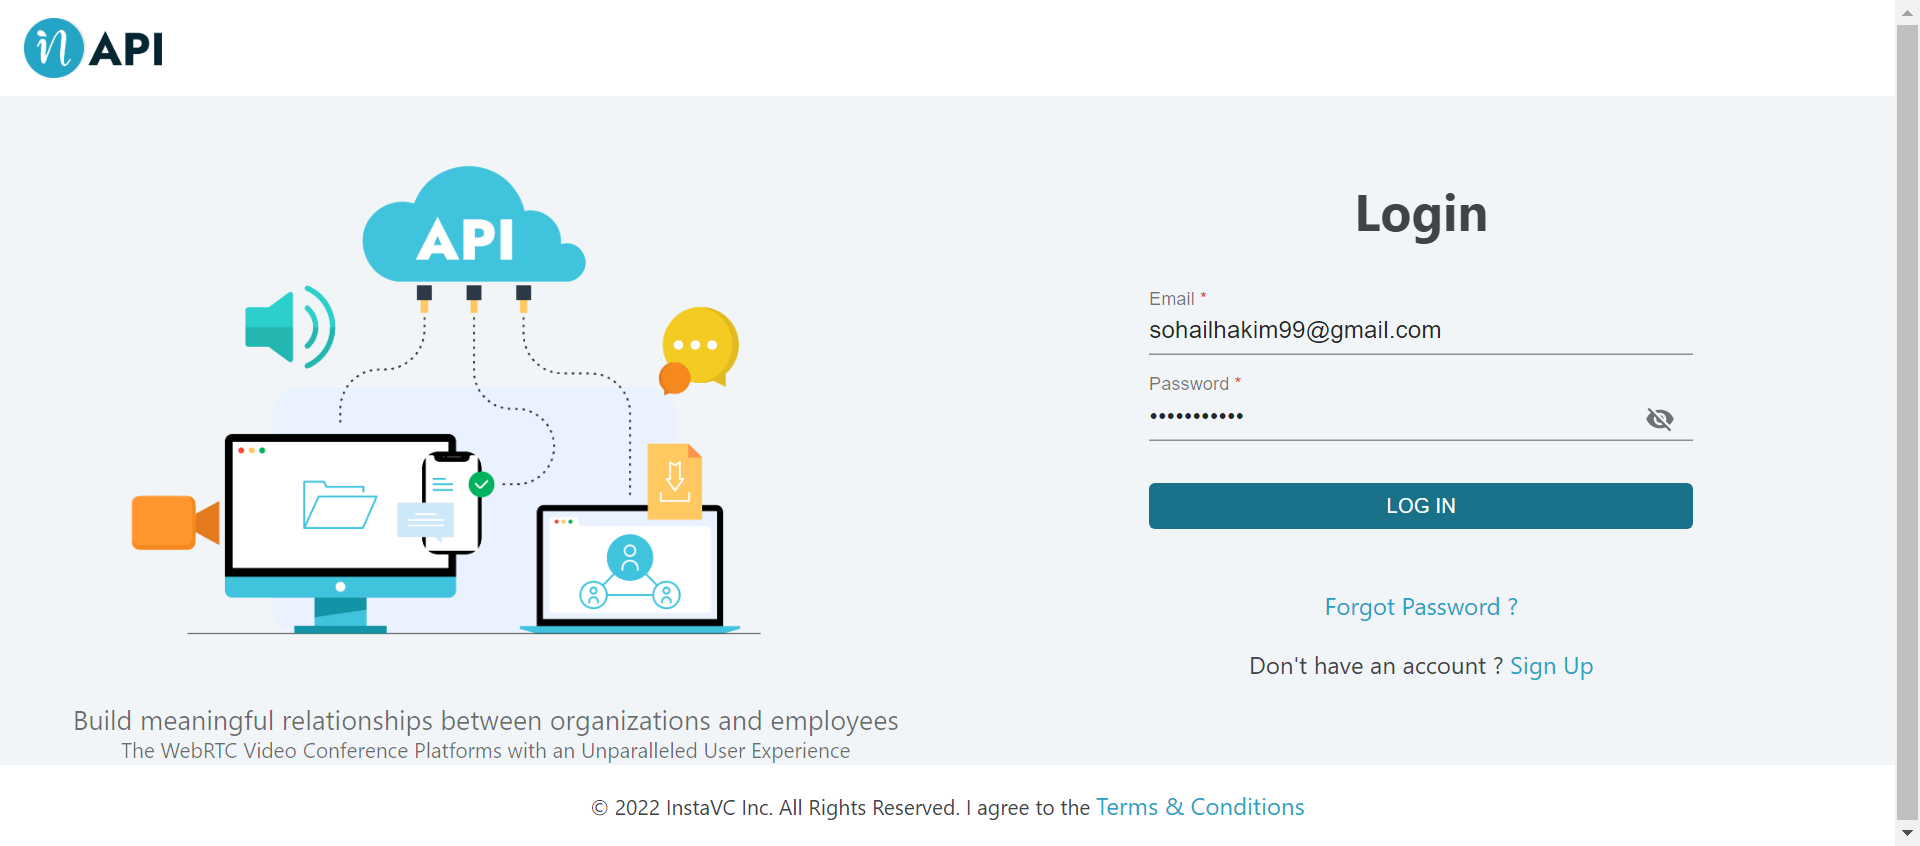 in API
API
Login
Email *
sohailhakim99@gmail.com
Password *
•••••••••••
LOG IN
Forgot Password ?
Don't have an account ? Sign Up
Build meaningful relationships between organizations and employees
The WebRTC Video Conference Platforms with an Unparalleled User Experience
© 2022 InstaVC Inc. All Rights Reserved. I agree to the Terms & Conditions